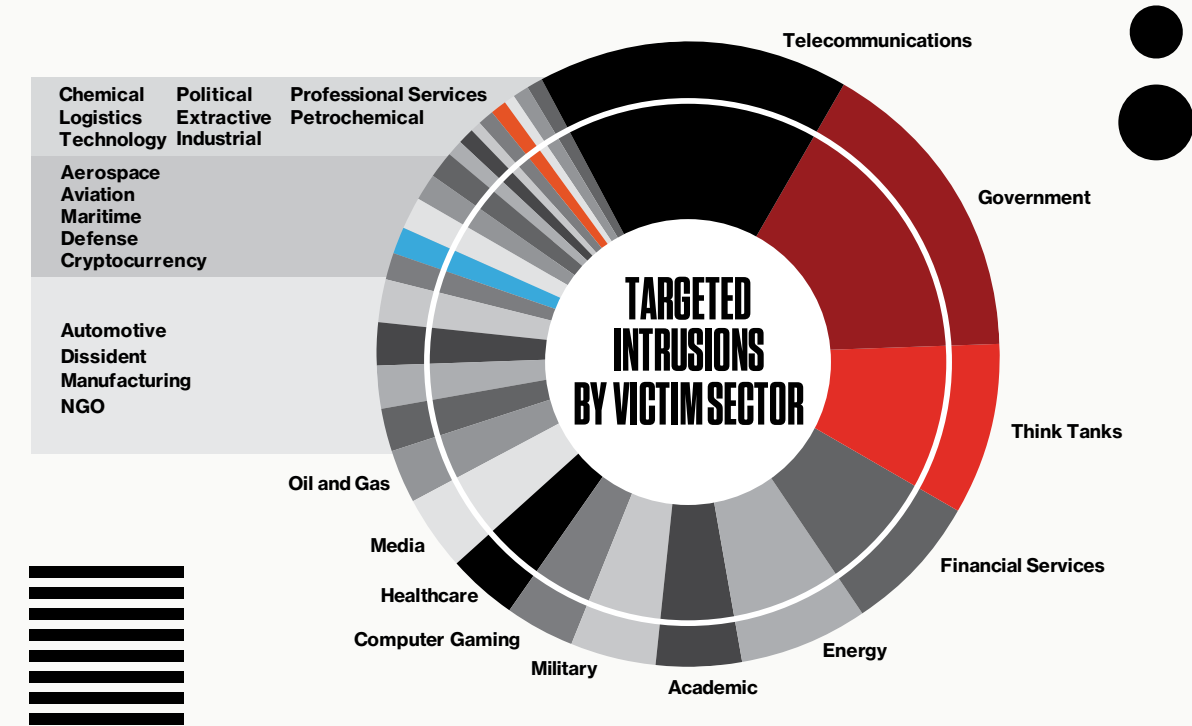 Telecommunications
Chemical Political Professional Services
Logistics Extractive Petrochemical
Technology Industrial
Aerospace
Aviation
Maritime
Defense
Cryptocurrency
Government
TARGETED
INTRUSIONS
BY VICTIM SECTOR
Automotive
Dissident
Manufacturing
NGO
Think Tanks
Oil and Gas
Media
Financial Services
Healthcare
Computer Gaming
Energy
Military
Academic